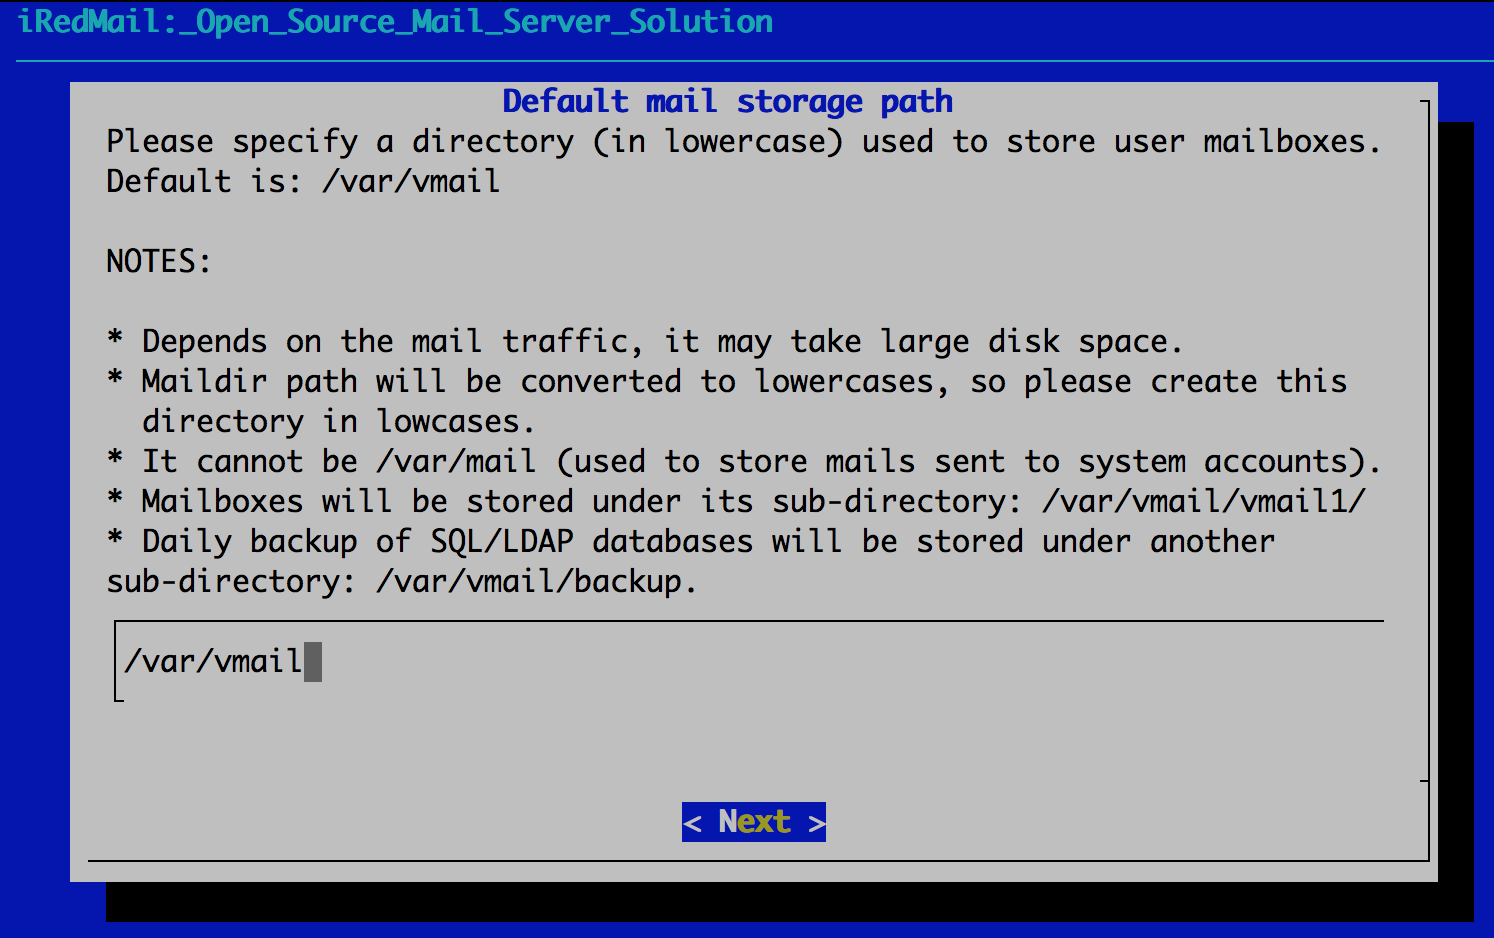 iRedMail:_Open_Source_Mail_Server_Solution
Default mail storage path
Please specify a directory (in lowercase) used to store user mailboxes.
Default is: /var/vmail
NOTES:
* Depends on the mail traffic, it may take large disk space.
* Maildir path will be converted to lowercases, so please create this
directory in lowcases.
* It cannot be /var/mail (used to store mails sent to system accounts).
* Mailboxes will be stored under its sub-directory: /var/vmail/vmail1/
* Daily backup of SQL/LDAP databases will be stored under another
sub-directory: /var/vmail/backup.
/var/vmail
< Next >